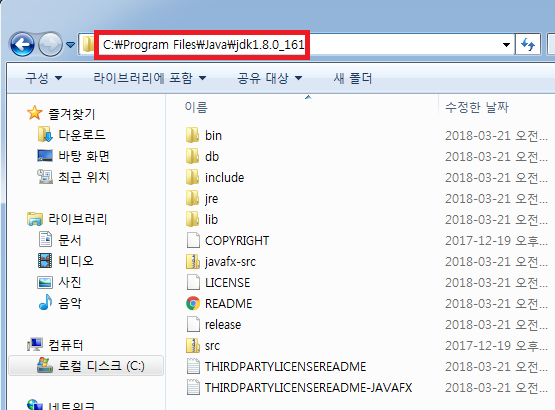 C:₩Program Files₩Java₩jdk1.8.0_161
구성 라이브러리에 포함 공유 대상 새 폴더
이름 수정한 날짜
즐겨찾기
다운로드
바탕 화면
최근 위치
라이브러리
문서
비디오
사진
음악
컴퓨터
로컬 디스크 (C:)
네트워크
bin 2018-03-21 오전...
db 2018-03-21 오전...
include 2018-03-21 오전...
jre 2018-03-21 오전...
lib 2018-03-21 오전...
COPYRIGHT 2017-12-19 오후...
javafx-src 2018-03-21 오전...
LICENSE 2018-03-21 오전...
README 2018-03-21 오전...
release 2018-03-21 오전...
src 2017-12-19 오후...
THIRDPARTYLICENSEREADME 2018-03-21 오전...
THIRDPARTYLICENSEREADME-JAVAFX 2018-03-21 오전...